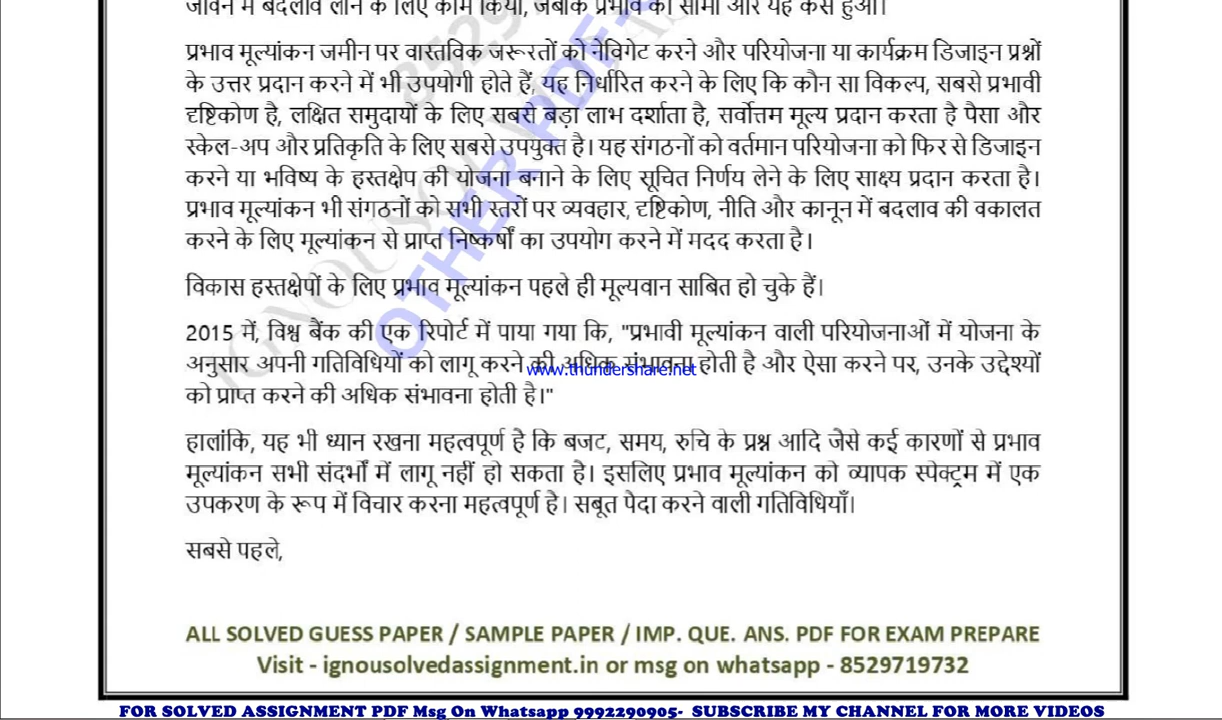 जीवन में बदलाव लाने के लिए काम किया, जबकि प्रभाव की सीमा और यह कैसे हुआ।
प्रभाव मूल्यांकन जमीन पर वास्तविक जरूरतों को नेविगेट करने और परियोजना या कार्यक्रम डिजाइन प्रश्नों
के उत्तर प्रदान करने में भी उपयोगी होते हैं, यह निर्धारित करने के लिए कि कौन सा विकल्प, सबसे प्रभावी
दृष्टिकोण है, लक्षित समुदायों के लिए सबसे बड़ा लाभ दर्शाता है, सर्वोत्तम मूल्य प्रदान करता है पैसा और
स्केल-अप और प्रतिकृति के लिए सबसे उपयुक्त है। यह संगठनों को वर्तमान परियोजना को फिर से डिजाइन
करने या भविष्य के हस्तक्षेप की योजना बनाने के लिए सूचित निर्णय लेने के लिए साक्ष्य प्रदान करता है।
प्रभाव मूल्यांकन भी संगठनों को सभी स्तरों पर व्यवहार, दृष्टिकोण, नीति और कानून में बदलाव की वकालत
करने के लिए मूल्यांकन से प्राप्त निष्कर्षों का उपयोग करने में मदद करता है।
विकास हस्तक्षेपों के लिए प्रभाव मूल्यांकन पहले ही मूल्यवान साबित हो चुके हैं।
2015 में, विश्व बैंक की एक रिपोर्ट में पाया गया कि, "प्रभावी मूल्यांकन वाली परियोजनाओं में योजना के
अनुसार अपनी गतिविधियों को लागू करने की अधिक संभावना होती है और ऐसा करने पर, उनके उद्देश्यों
www.thundershare.net
को प्राप्त करने की अधिक संभावना होती है।"
हालांकि, यह भी ध्यान रखना महत्वपूर्ण है कि बजट, समय, रुचि के प्रश्न आदि जैसे कई कारणों से प्रभाव
मूल्यांकन सभी संदर्भों में लागू नहीं हो सकता है। इसलिए प्रभाव मूल्यांकन को व्यापक स्पेक्ट्रम में एक
उपकरण के रूप में विचार करना महत्वपूर्ण है। सबूत पैदा करने वाली गतिविधियाँ।
सबसे पहले,
ALL SOLVED GUESS PAPER / SAMPLE PAPER / IMP. QUE. ANS. PDF FOR EXAM PREPARE
Visit - ignousolvedassignment.in or msg on whatsapp - 8529719732
FOR SOLVED ASSIGNMENT PDF Msg On Whatsapp 9992290905- SUBSCRIBE MY CHANNEL FOR MORE VIDEOS